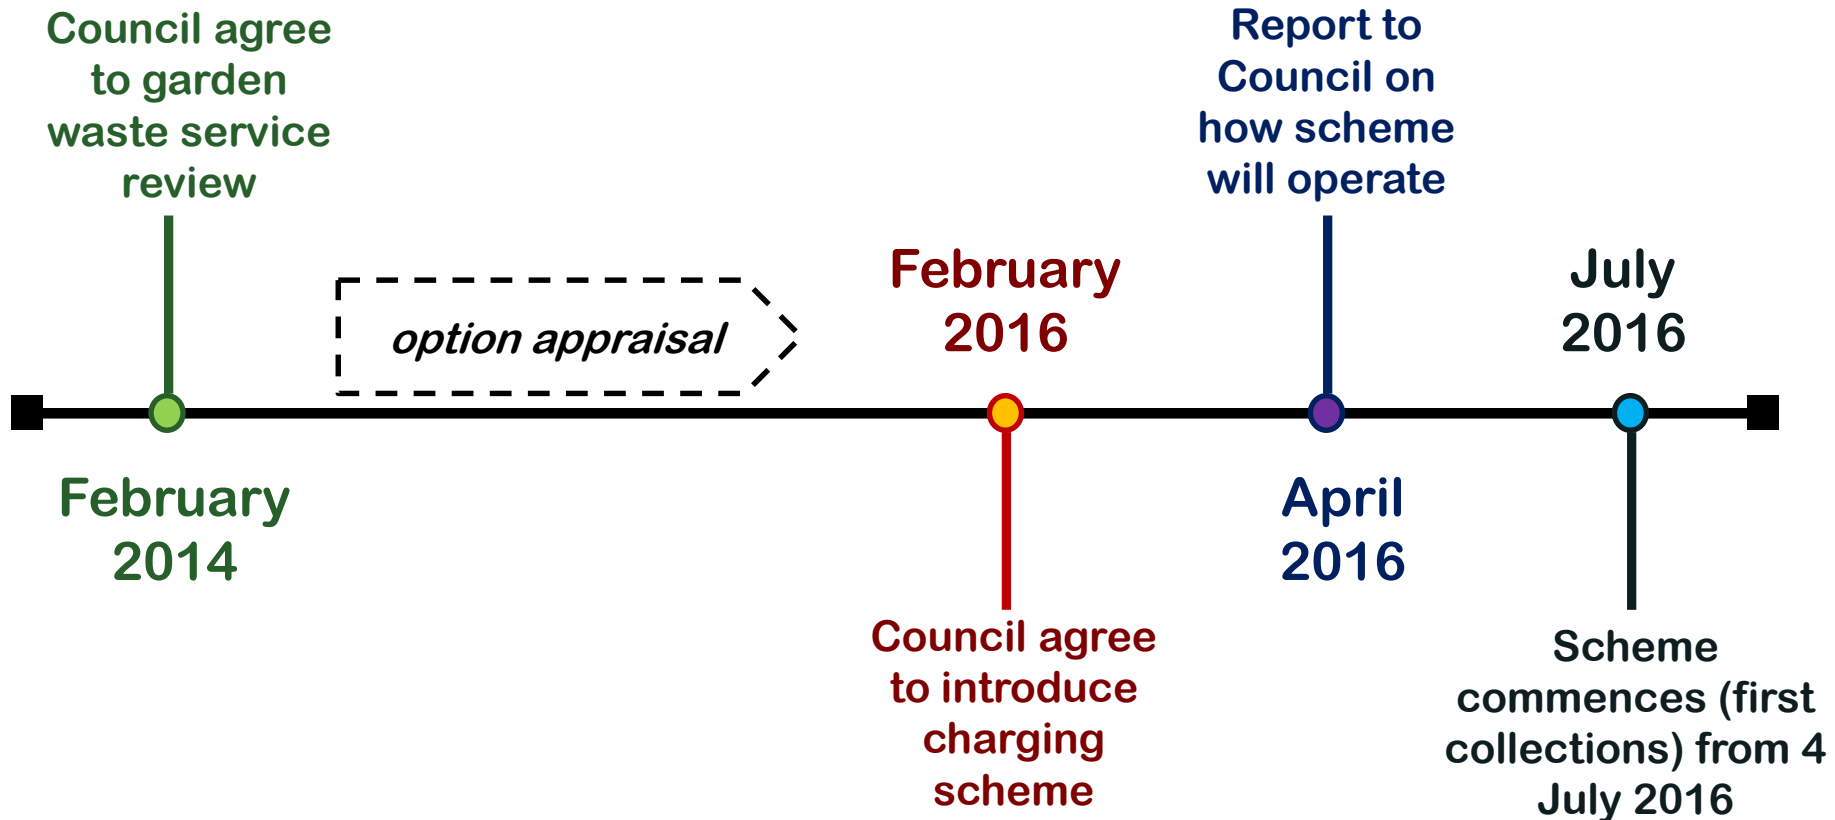 Council agree
to garden
waste service
review
February
2014
option appraisal
February
2016
Council agree
to introduce
charging
scheme
Report to
Council on
how scheme
will operate
April
2016
July
2016
Scheme
commences (first
collections) from 4
July 2016